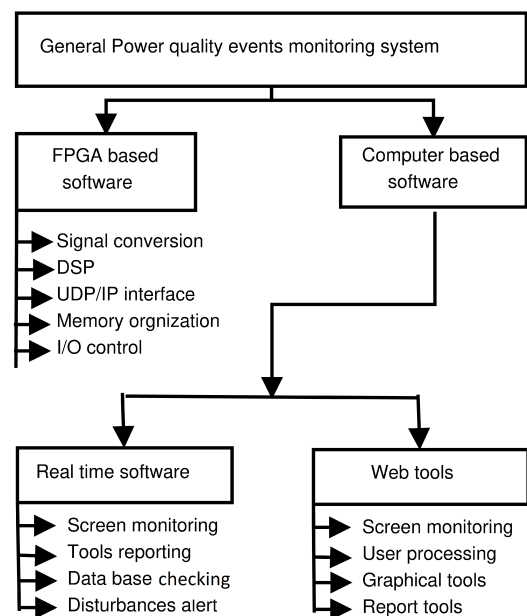 General Power quality events monitoring system
FPGA based
software
Computer based
software
Signal conversion
DSP
UDP/IP interface
Memory orgnization
I/O control
Real time software
Web tools
Screen monitoring
Tools reporting
Data base checking
Disturbances alert
Screen monitoring
User processing
Graphical tools
Report tools